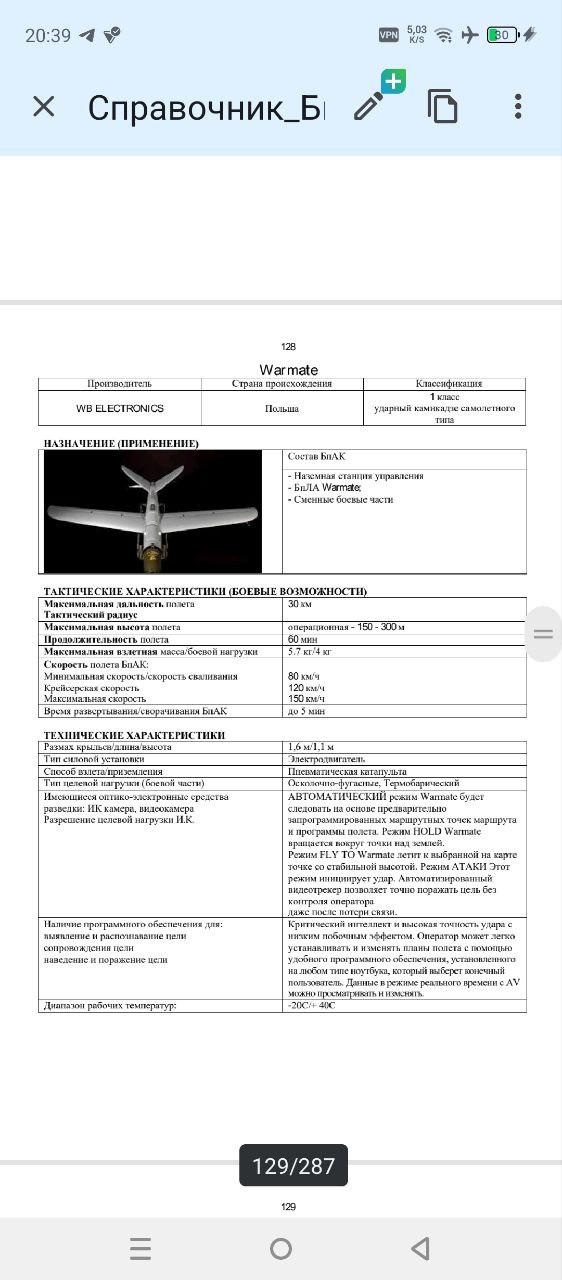 20:39
VPN 5,03 K/S 30
Справочник_Б
128
Warmate
Производитель Страна происхождения Классификация
WB ELECTRONICS Польша 1 класс
ударный камикадзе самолетного
типа
НАЗНАЧЕНИЕ (ПРИМЕНЕНИЕ)
Состав БпАК
- Наземная станция управления
- БпЛА Warmate;
- Сменные боевые части
ТАКТИЧЕСКИЕ ХАРАКТЕРИСТИКИ (БОЕВЫЕ ВОЗМОЖНОСТИ)
Максимальная дальность полета 30 км
Тактический радиус
Максимальная высота полета операционная - 150 - 300 м
Продолжительность полета 60 мин
Максимальная взлетная масса/боевой нагрузки 5.7 кг/4 кг
Скорость полета БпАК:
Минимальная скорость/скорость сваливания 80 км/ч
Крейсерская скорость 120 км/ч
Максимальная скорость 150 км/ч
Время развертывания/сворачивания БпАК до 5 мин
ТЕХНИЧЕСКИЕ ХАРАКТЕРИСТИКИ
Размах крыльев/длина/высота 1,6 м/1,1 м
Тип силовой установки Электродвигатель
Способ взлета/приземления Пневматическая катапульта
Тип целевой нагрузки (боевой части) Осколочно-фугасные, Термобарический
Имеющиеся оптико-электронные средства
разведки: ИК камера, видеокамера
Разрешение целевой нагрузки И.К.
АВТОМАТИЧЕСКИЙ режим Warmate будет
следовать на основе предварительно
запрограммированных маршрутных точек маршрута
и программы полета. Режим HOLD Warmate
вращается вокруг точки над землей.
Режим FLY TO Warmate летит к выбранной на карте
точке со стабильной высотой. Режим АТАКИ Этот
режим инициирует удар. Автоматизированный
видеотрекер позволяет точно поражать цель без
контроля оператора
даже после потери связи.
Наличие программного обеспечения для:
выявление и распознавание цели
сопровождения цели
наведение и поражение цели
Критический интеллект и высокая точность удара с
низким побочным эффектом. Оператор может легко
устанавливать и изменять планы полета с помощью
удобного программного обеспечения, установленного
на любом типе ноутбука, который выберет конечный
пользователь. Данные в режиме реального времени с AV
можно просматривать и изменять.
Диапазон рабочих температур: -20С/+ 40С
129/287
129